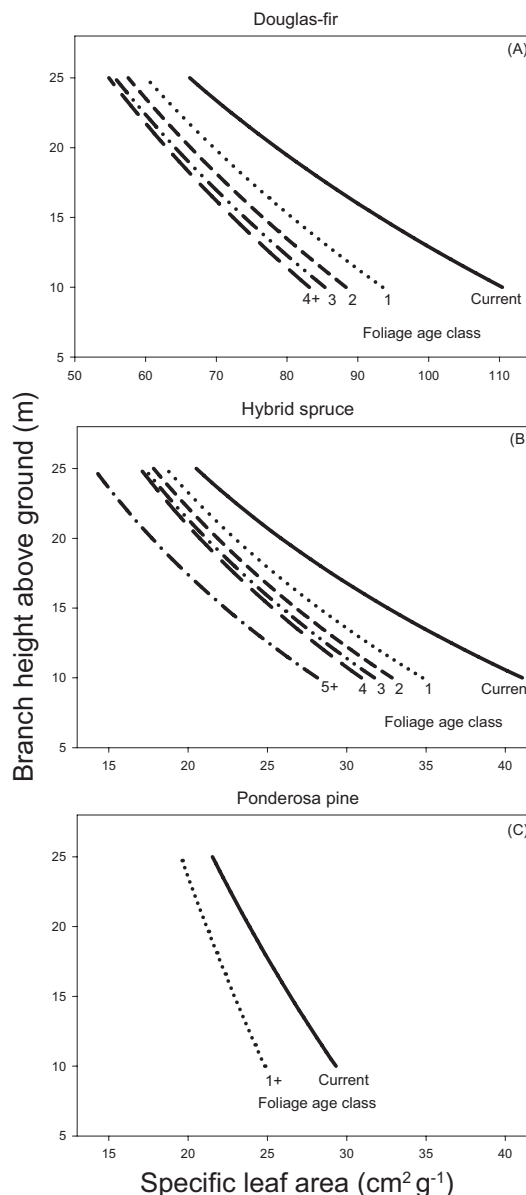 Douglas-fir
(A)
25
20
15
10
5
4+ 3 2 1 Current
Foliage age class
50 60 70 80 90 100 110
Hybrid spruce
(B)
25
20
15
10
5
5+ 4 3 2 1 Current
Foliage age class
15 20 25 30 35 40
Ponderosa pine
(C)
25
20
15
10
5
1+ Current
Foliage age class
15 20 25 30 35 40
Branch height above ground (m)
Specific leaf area (cm² g⁻¹)